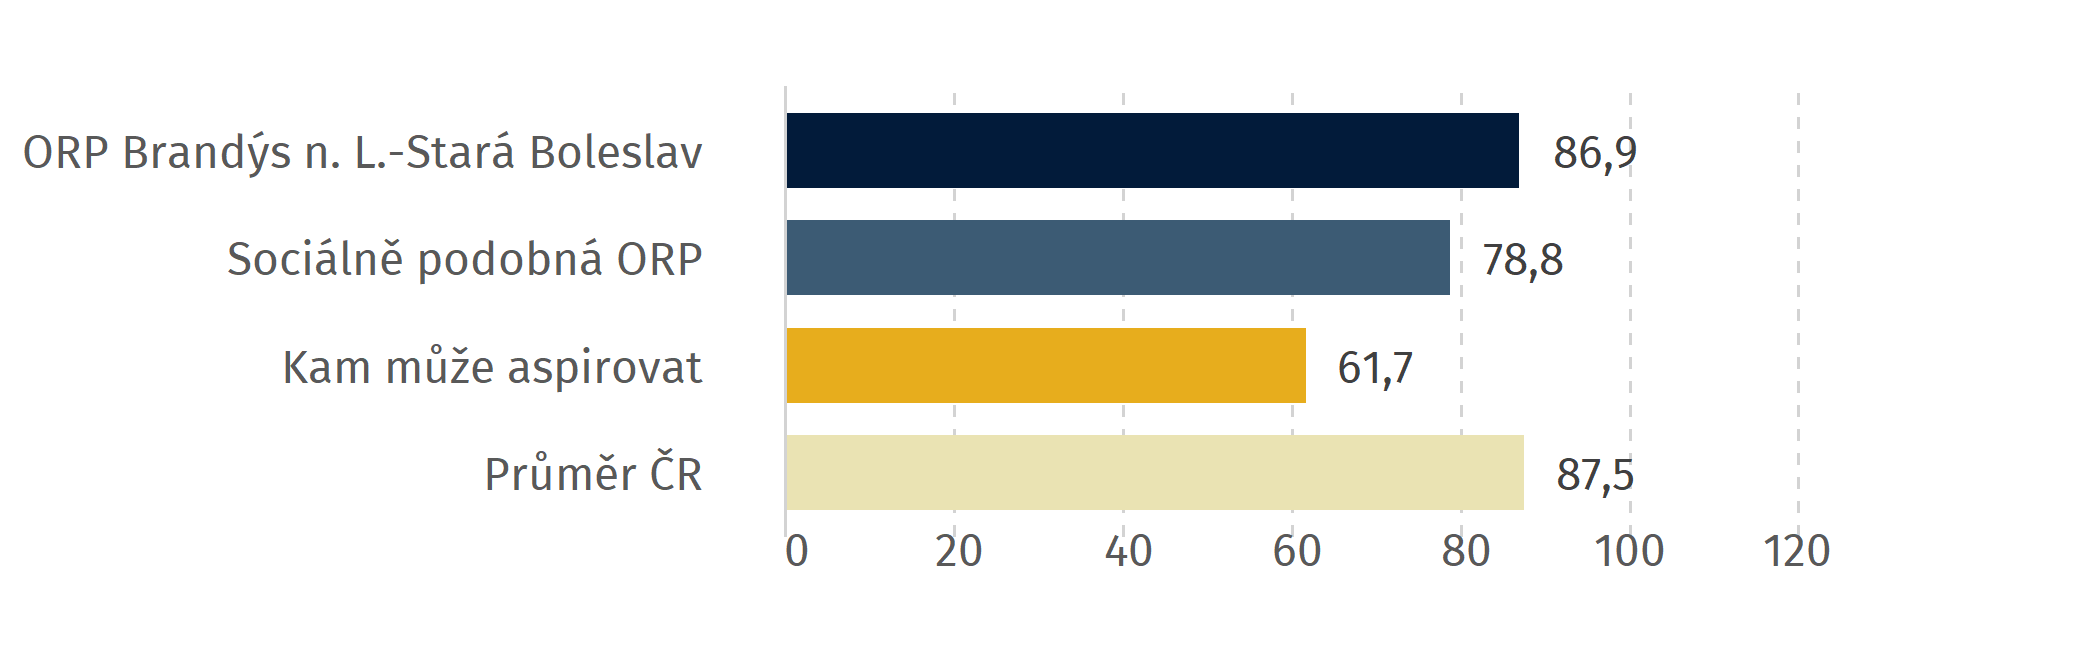 ORP Brandýs n. L.-Stará Boleslav 86,9
Sociálně podobná ORP 78,8
Kam může aspirovat 61,7
Průměr ČR 87,5
0 20 40 60 80 100 120